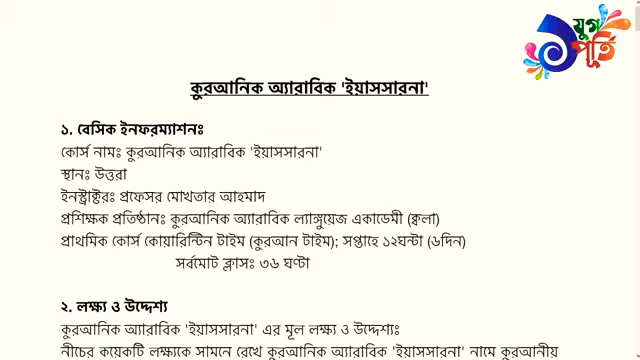 ১ যুগ
পূর্তি
কুরআনিক অ্যারাবিক 'ইয়াসসারনা'
১. বেসিক ইনফরম্যাশনঃ
কোর্স নামঃ কুরআনিক অ্যারাবিক 'ইয়াসসারনা'
স্থানঃ উত্তরা
ইনস্ট্রাক্টরঃ প্রফেসর মোখতার আহমাদ
প্রশিক্ষক প্রতিষ্ঠানঃ কুরআনিক অ্যারাবিক ল্যাঙ্গুয়েজ একাডেমী (ক্বলা)
প্রাথমিক কোর্স কোয়ারিন্টিন টাইম (কুরআন টাইম); সপ্তাহে ১২ঘন্টা (৬দিন)
সর্বমোট ক্লাসঃ ৩৬ ঘণ্টা
২. লক্ষ্য ও উদ্দেশ্য
কুরআনিক অ্যারাবিক 'ইয়াসসারনা' এর মূল লক্ষ্য ও উদ্দেশ্যঃ
নীচের কয়েকটি লক্ষ্যকে সামনে রেখে কুরআনিক অ্যারাবিক 'ইয়াসসারনা' নামে কুরআনীয়